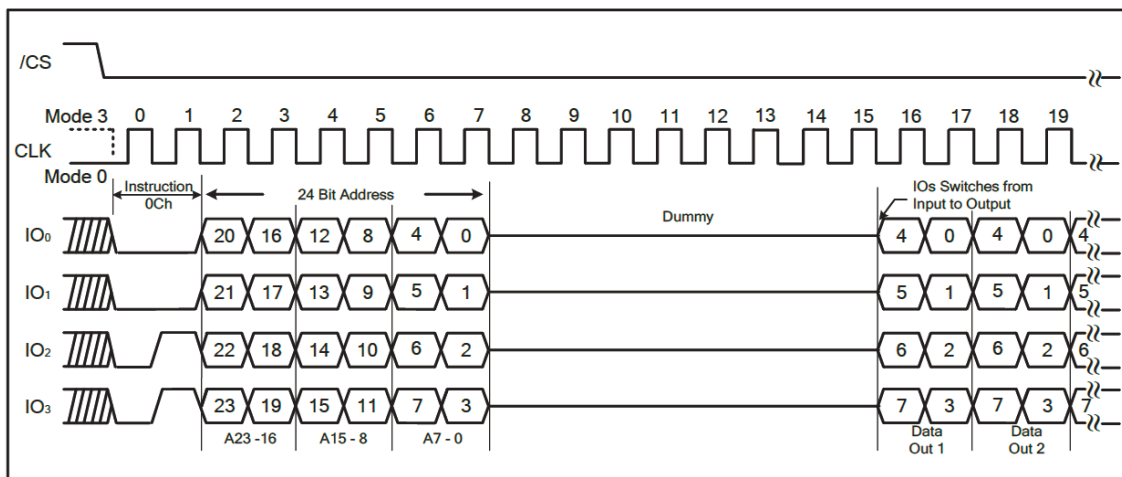 /CS
Mode 3 0 1 2 3 4 5 6 7 8 9 10 11 12 13 14 15 16 17 18 19
CLK
Mode 0
Instruction 24 Bit Address IOs Switches from
0Ch Dummy Input to Output
IO0 20 16 12 8 4 0 4 0 4 0 4
IO1 21 17 13 9 5 1 5 1 5 1 5
IO2 22 18 14 10 6 2 6 2 6 2 6
IO3 23 19 15 11 7 3 7 3 7 3 7
A23 -16 A15 - 8 A7 - 0 Data Data
Out 1 Out 2